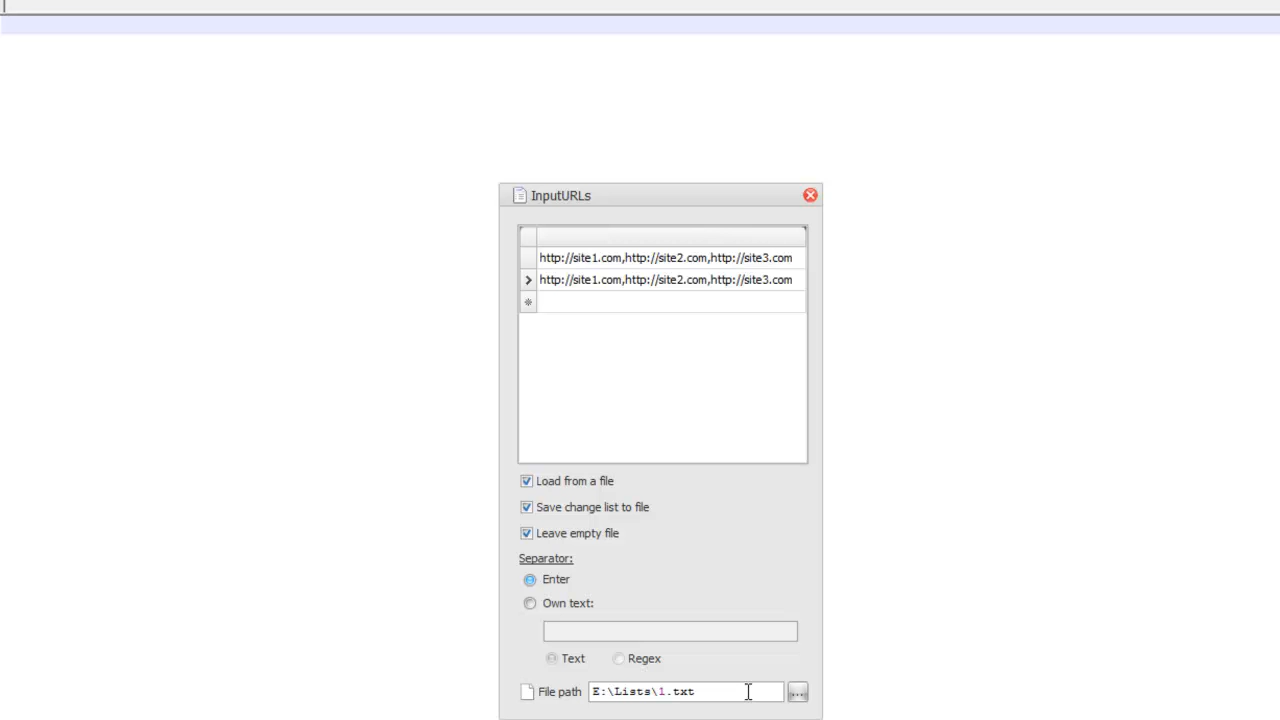 InputURLs
http://site1.com,http://site2.com,http://site3.com
http://site1.com,http://site2.com,http://site3.com
Load from a file
Save change list to file
Leave empty file
Separator:
Enter
Own text:
Text Regex
File path E:\Lists\1.txt ...